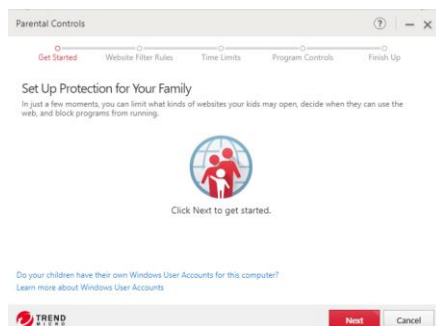 Parental Controls
?
Get Started Website Filter Rules Time Limits Program Controls Finish Up
Set Up Protection for Your Family
In just a few moments, you can limit what kinds of websites your kids may open, decide when they can use the
web, and block programs from running.
Click Next to get started.
Do your children have their own Windows User Accounts for this computer?
Learn more about Windows User Accounts
TREND
MICRO
Next Cancel